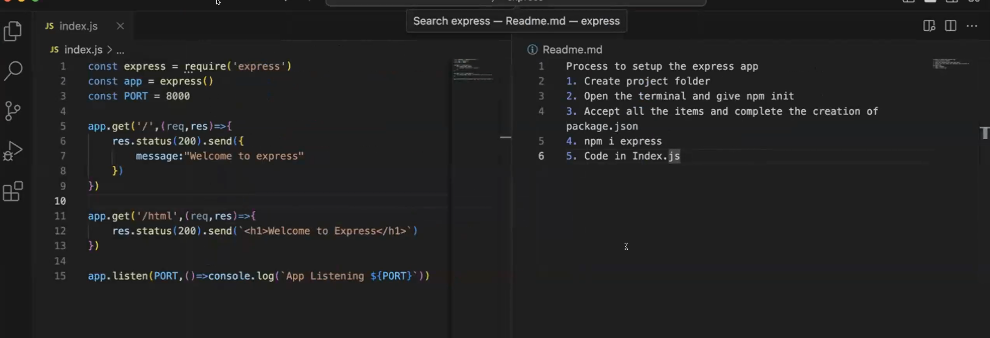 Search express — Readme.md — express
JS index.js ×
JS index.js > ...
1 const express = require('express')
2 const app = express()
3 const PORT = 8000
4
5 app.get('/',(req,res)=>{
6 res.status(200).send({
7 message:"Welcome to express"
8 })
9 })
10
11 app.get('/html',(req,res)=>{
12 res.status(200).send(`<h1>Welcome to Express</h1>`)
13 })
14
15 app.listen(PORT,()=>console.log(`App Listening ${PORT}`))
Readme.md
1 Process to setup the express app
2 1. Create project folder
3 2. Open the terminal and give npm init
4 3. Accept all the items and complete the creation of
package.json
5 4. npm i express
6 5. Code in Index.js